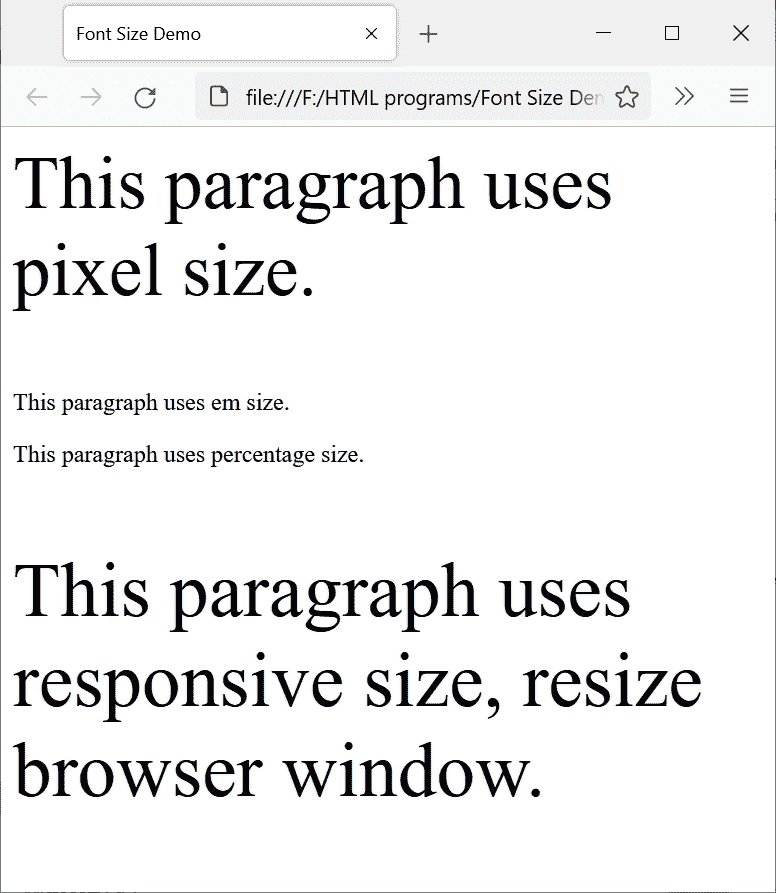 Font Size Demo
file:///F:/HTML programs/Font Size Den
This paragraph uses
pixel size.
This paragraph uses em size.
This paragraph uses percentage size.
This paragraph uses
responsive size, resize
browser window.